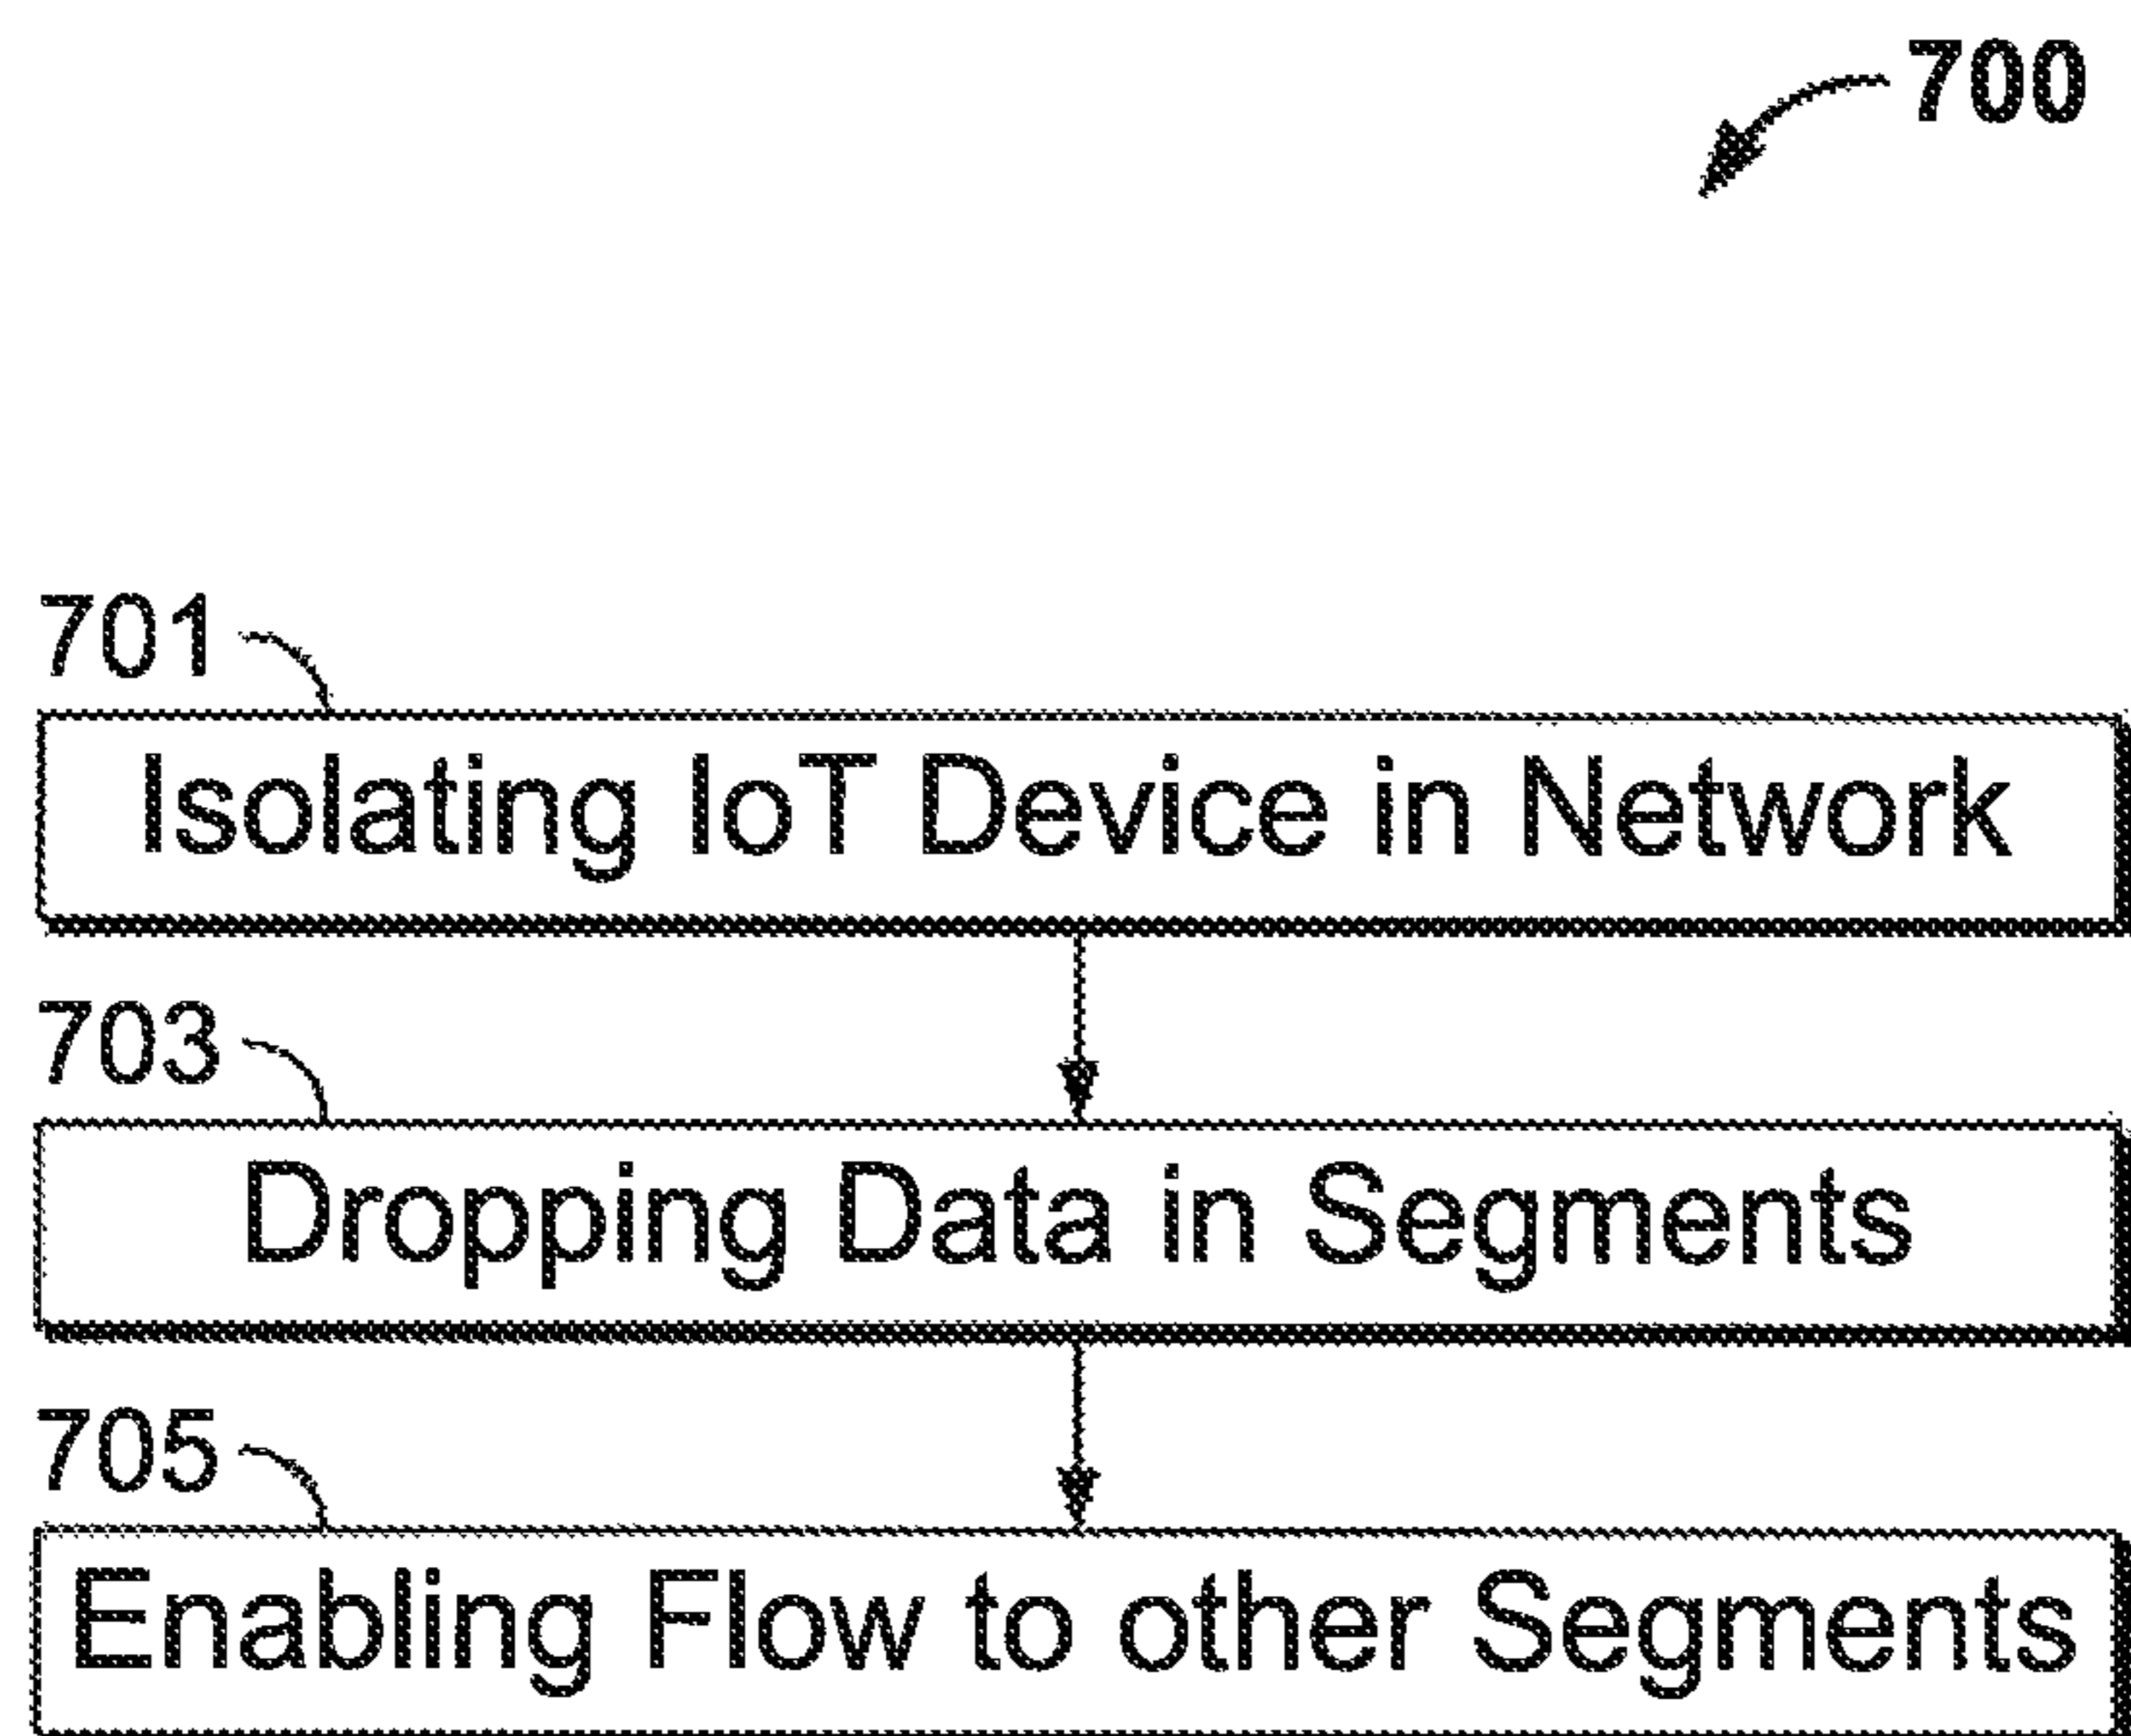 700
701
Isolating IoT Device in Network
703
Dropping Data in Segments
705
Enabling Flow to other Segments